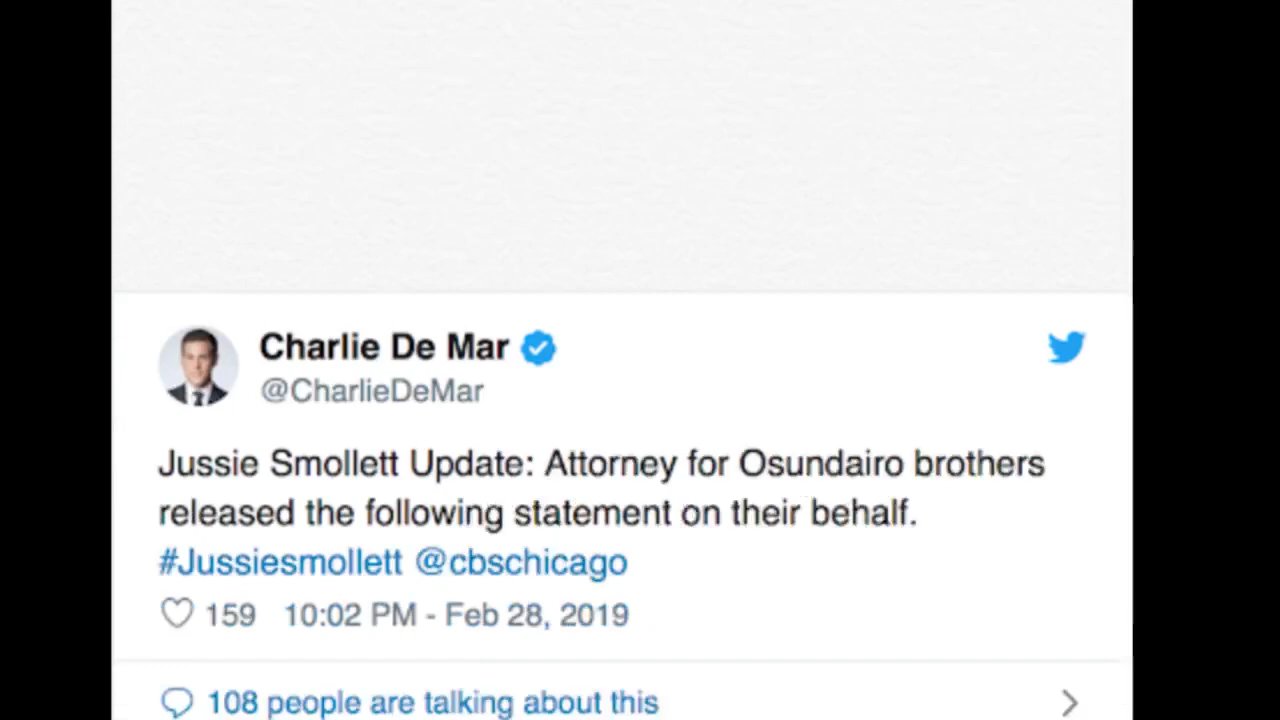 Charlie De Mar
@CharlieDeMar
Jussie Smollett Update: Attorney for Osundairo brothers
released the following statement on their behalf.
#Jussiesmollett @cbschicago
159 10:02 PM - Feb 28, 2019
108 people are talking about this